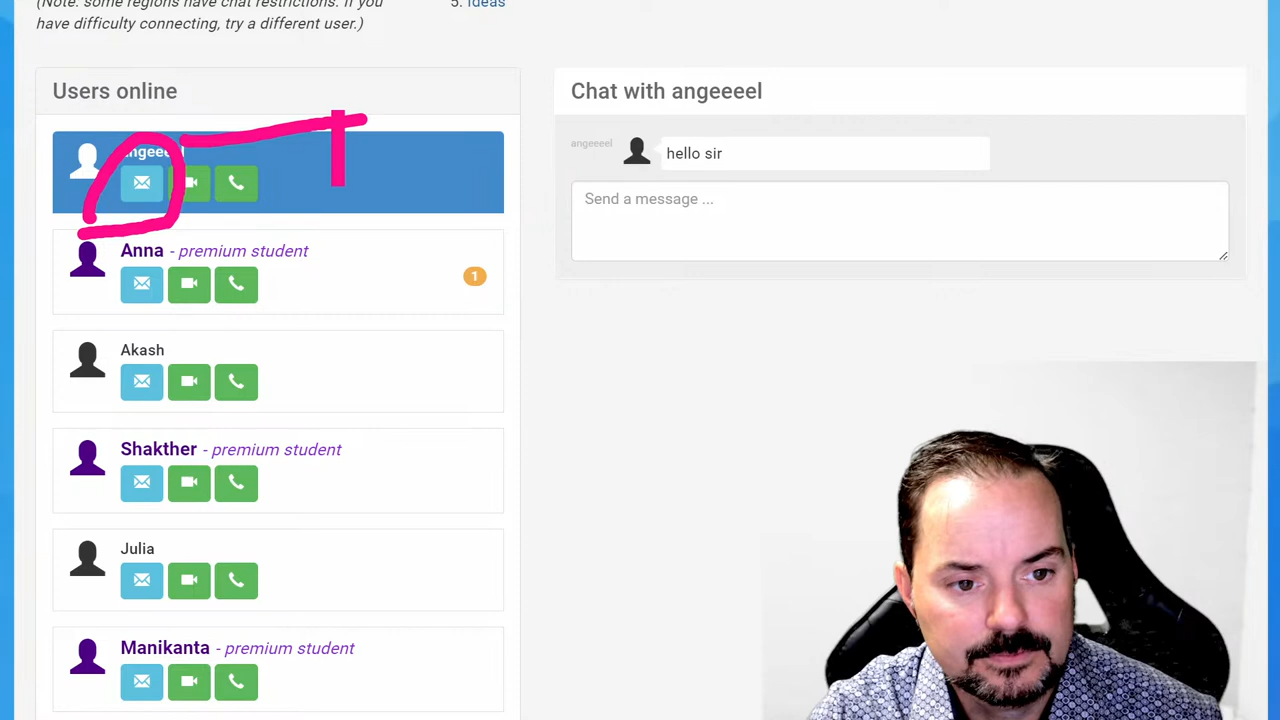 (Note: some regions have chat restrictions. If you
have difficulty connecting, try a different user.)
5. Ideas
Users online
angeeeel
Anna - premium student
1
Akash
Shakther - premium student
Julia
Manikanta - premium student
Chat with angeeeel
angeeeel
hello sir
Send a message ...